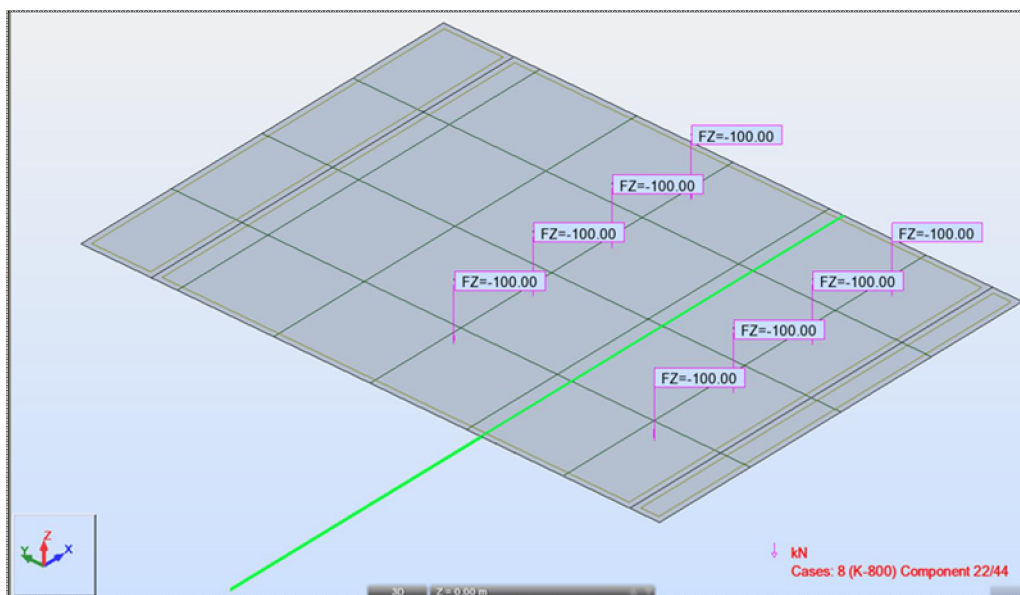 FZ=-100.00
FZ=-100.00
FZ=-100.00
FZ=-100.00
FZ=-100.00
FZ=-100.00
FZ=-100.00
FZ=-100.00
Z
Y
X
kN
Cases: 8 (K-800) Component 22/44
3D
Z = 0.00 m